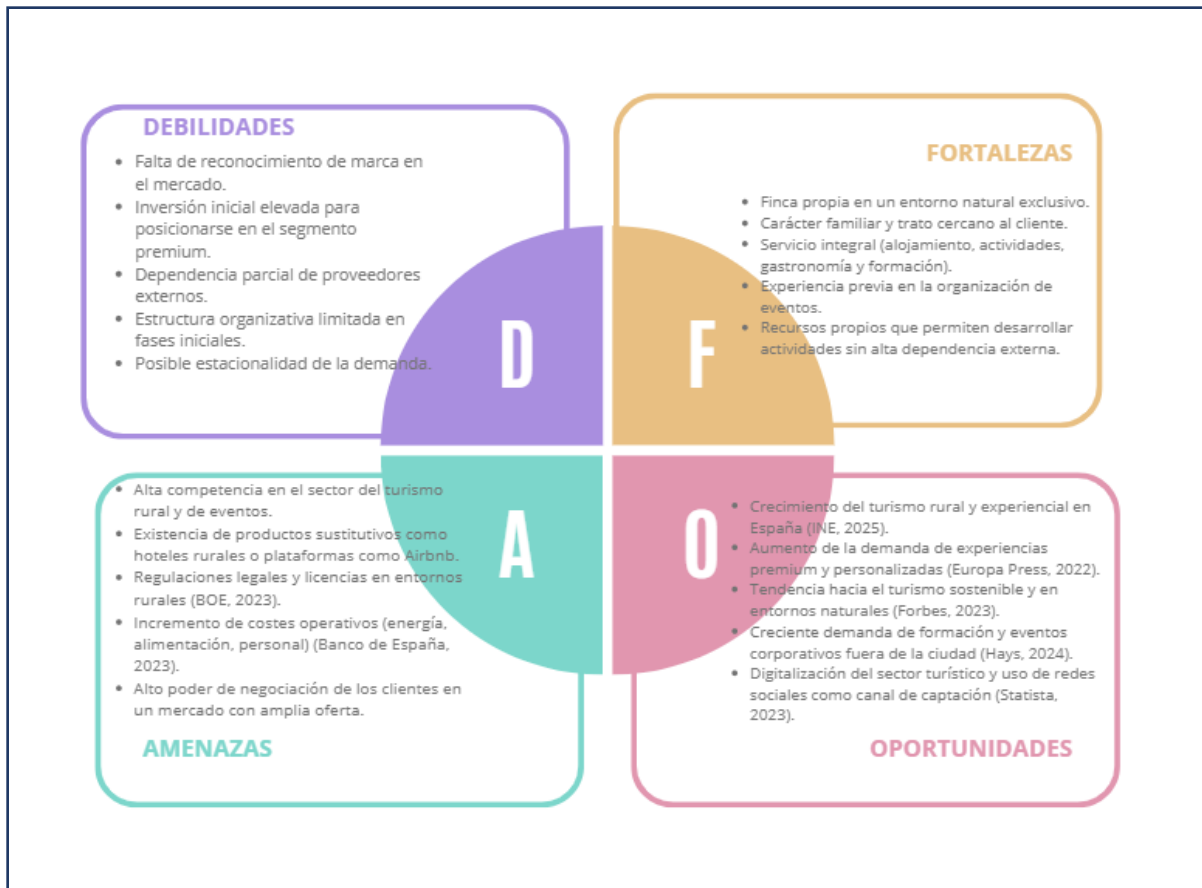 DEBILIDADES
• Falta de reconocimiento de marca en
el mercado.
• Inversión inicial elevada para
posicionarse en el segmento
premium.
• Dependencia parcial de proveedores
externos.
• Estructura organizativa limitada en
fases iniciales.
• Posible estacionalidad de la demanda.
FORTALEZAS
• Finca propia en un entorno natural exclusivo.
• Carácter familiar y trato cercano al cliente.
• Servicio integral (alojamiento, actividades,
gastronomía y formación).
• Experiencia previa en la organización de
eventos.
• Recursos propios que permiten desarrollar
actividades sin alta dependencia externa.
D
F
A
O
• Alta competencia en el sector del turismo
rural y de eventos.
• Existencia de productos sustitutivos como
hoteles rurales o plataformas como Airbnb.
• Regulaciones legales y licencias en entornos
rurales (BOE, 2023).
• Incremento de costes operativos (energía,
alimentación, personal) (Banco de España,
2023).
• Alto poder de negociación de los clientes en
un mercado con amplia oferta.
AMENAZAS
• Crecimiento del turismo rural y experiencial en
España (INE, 2025).
• Aumento de la demanda de experiencias
premium y personalizadas (Europa Press, 2022).
• Tendencia hacia el turismo sostenible y en
entornos naturales (Forbes, 2023).
• Creciente demanda de formación y eventos
corporativos fuera de la ciudad (Hays, 2024).
• Digitalización del sector turístico y uso de redes
sociales como canal de captación (Statista,
2023).
OPORTUNIDADES